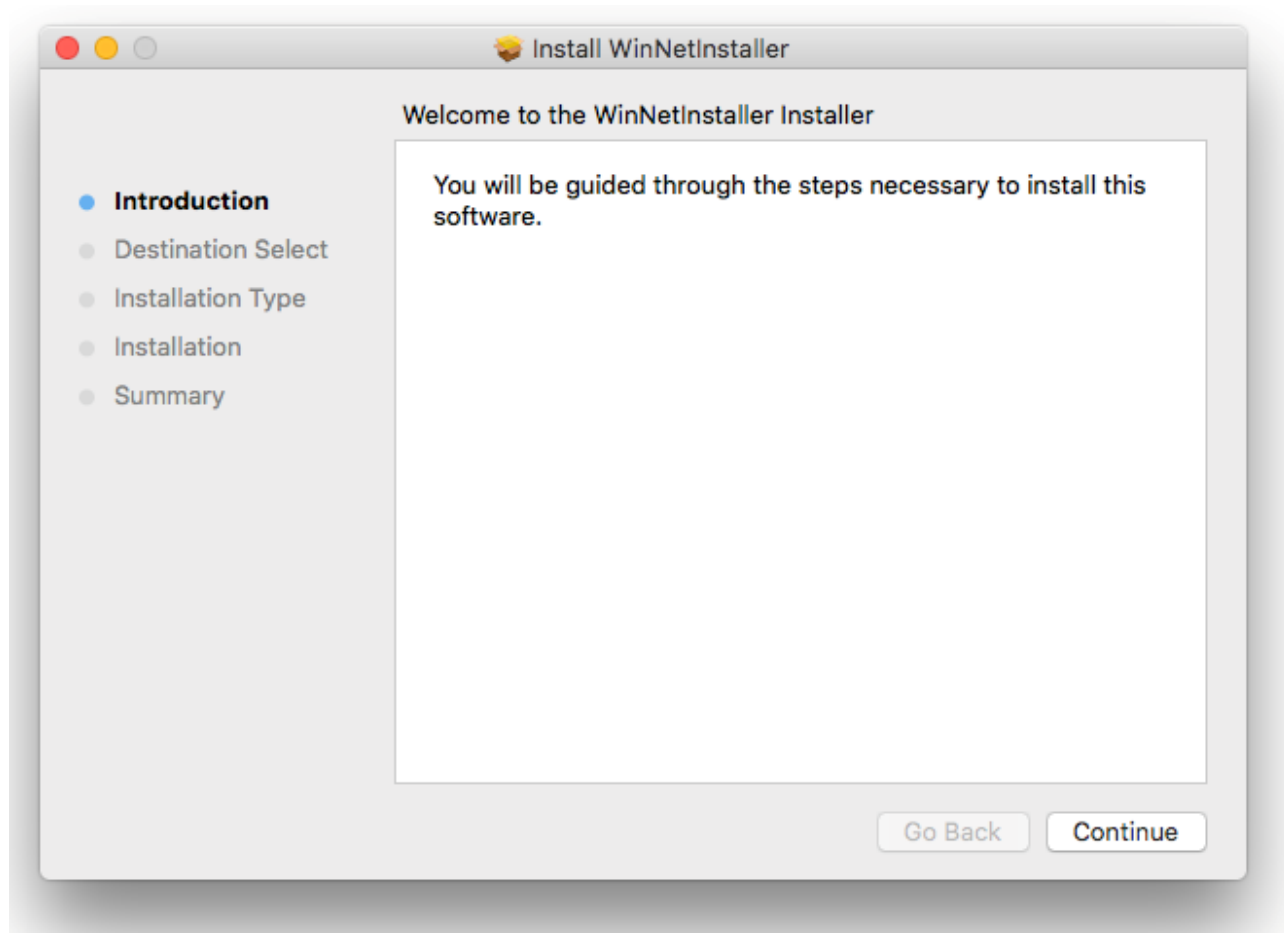 Install WinNetInstaller
Welcome to the WinNetInstaller Installer
Introduction
Destination Select
Installation Type
Installation
Summary
You will be guided through the steps necessary to install this
software.
Go Back
Continue